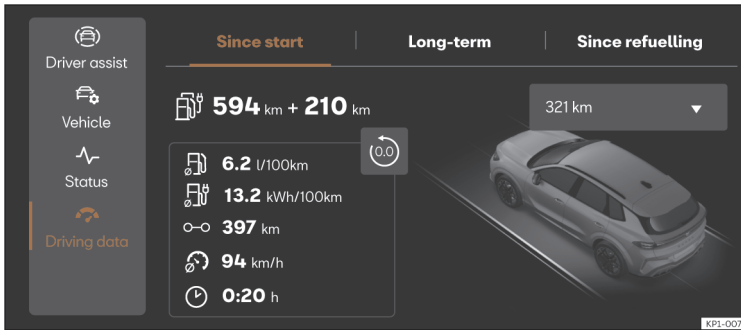 Driver assist
Vehicle
Status
Driving data
Since start
Long-term
Since refuelling
594 km + 210 km
321 km
0.0
6.2 l/100km
13.2 kWh/100km
397 km
94 km/h
0:20 h
KP1-007